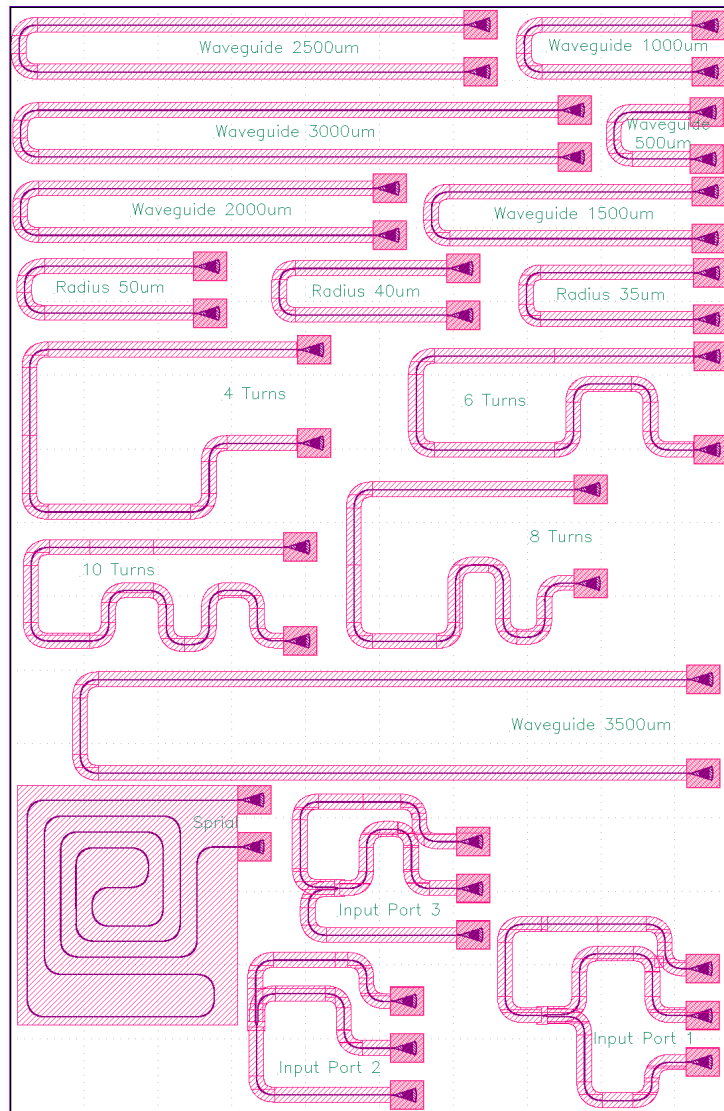 Waveguide 2500um
Waveguide 1000um
Waveguide 3000um
Waveguide
500um
Waveguide 2000um
Waveguide 1500um
Radius 50um
Radius 40um
Radius 35um
4 Turns
6 Turns
8 Turns
10 Turns
Waveguide 3500um
Sprial
Input Port 3
Input Port 1
Input Port 2